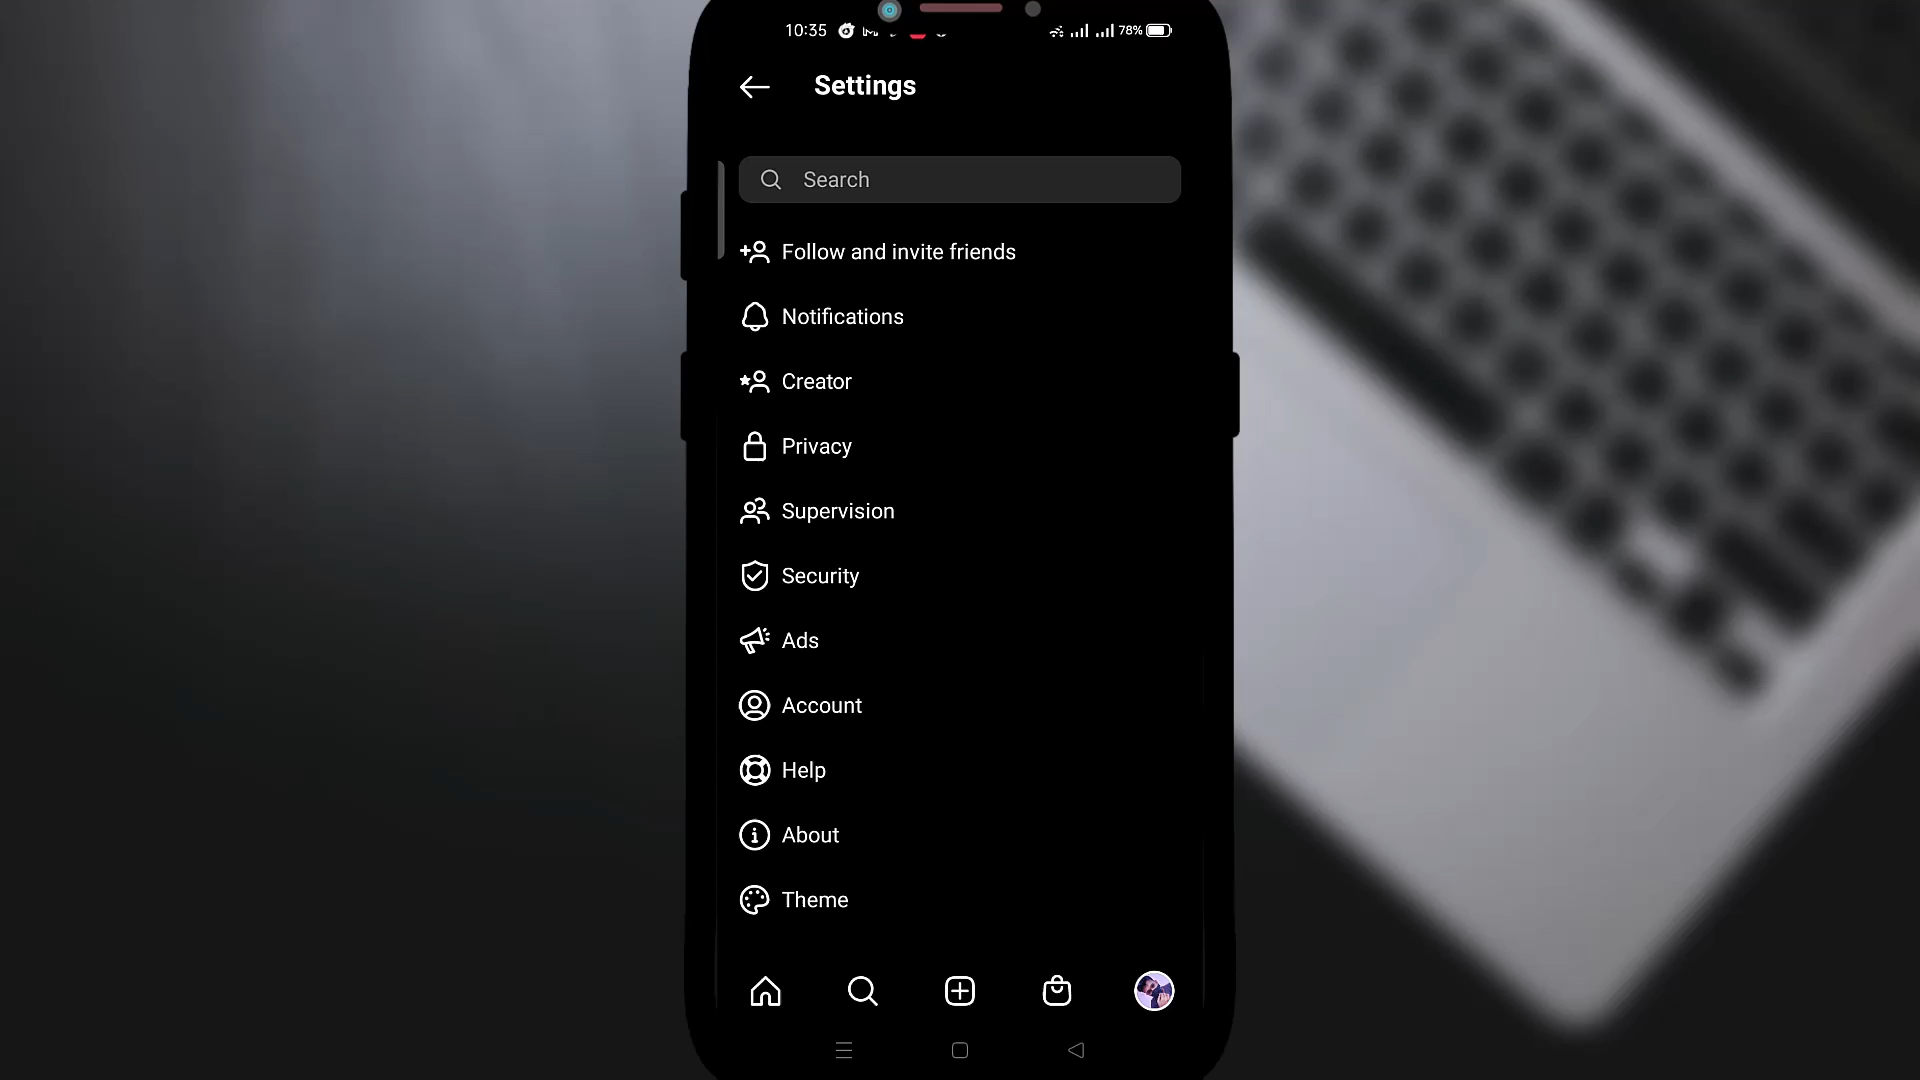 10:35
78%
Settings
Search
Follow and invite friends
Notifications
Creator
Privacy
Supervision
Security
Ads
Account
Help
About
Theme